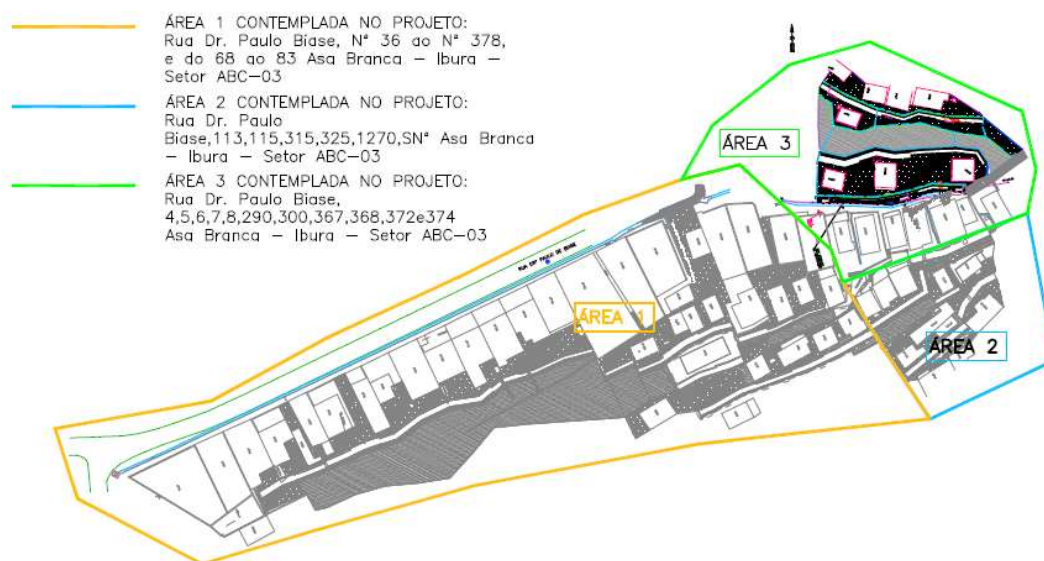 ÁREA 1 CONTEMPLADA NO PROJETO:
Rua Dr. Paulo Biase, N° 36 ao N° 378,
e do 68 ao 83 Asa Branca – Ibura –
Setor ABC-03
ÁREA 2 CONTEMPLADA NO PROJETO:
Rua Dr. Paulo
Biase,113,115,315,325,1270,SN° Asa Branca
– Ibura – Setor ABC-03
ÁREA 3 CONTEMPLADA NO PROJETO:
Rua Dr. Paulo Biase,
4,5,6,7,8,290,300,367,368,372e374
Asa Branca – Ibura – Setor ABC-03
ÁREA 3
ÁREA 1
ÁREA 2